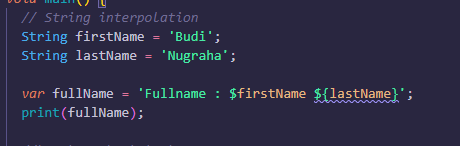 void main() {
// String interpolation
String firstName = 'Budi';
String lastName = 'Nugraha';
var fullName = 'Fullname : $firstName ${lastName}';
print(fullName);